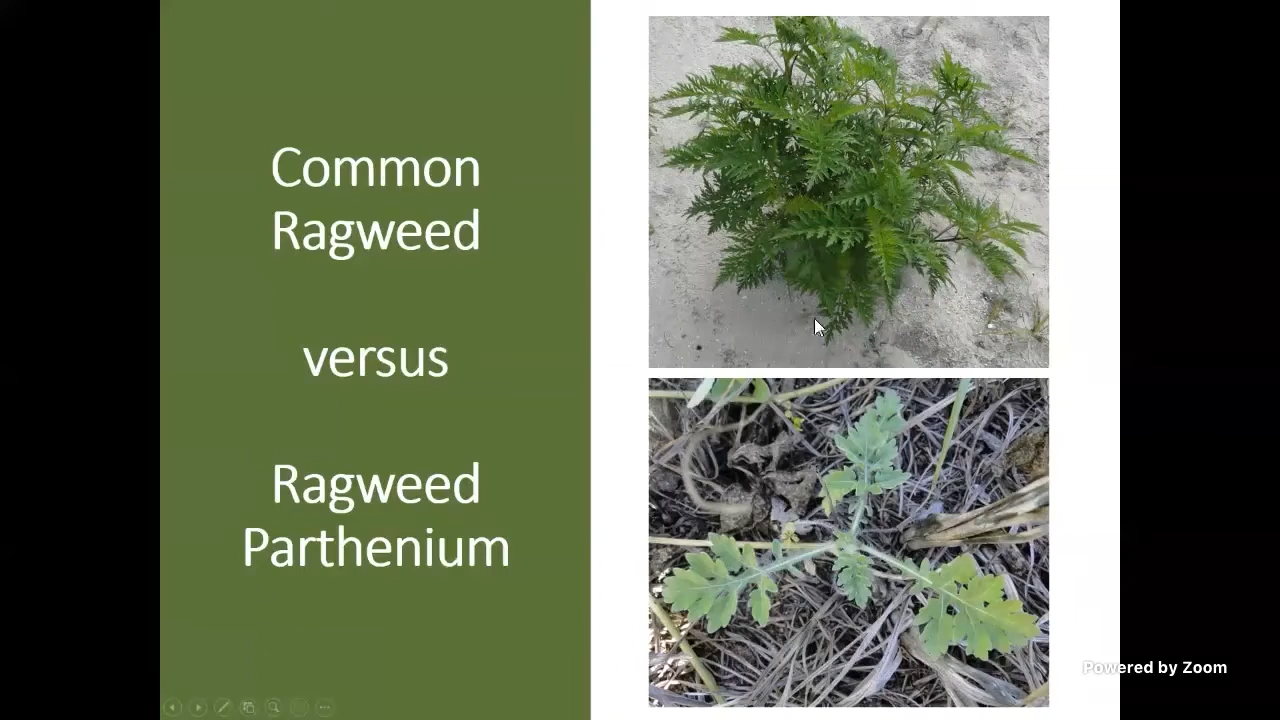 Common
Ragweed
versus
Ragweed
Parthenium
Powered by Zoom